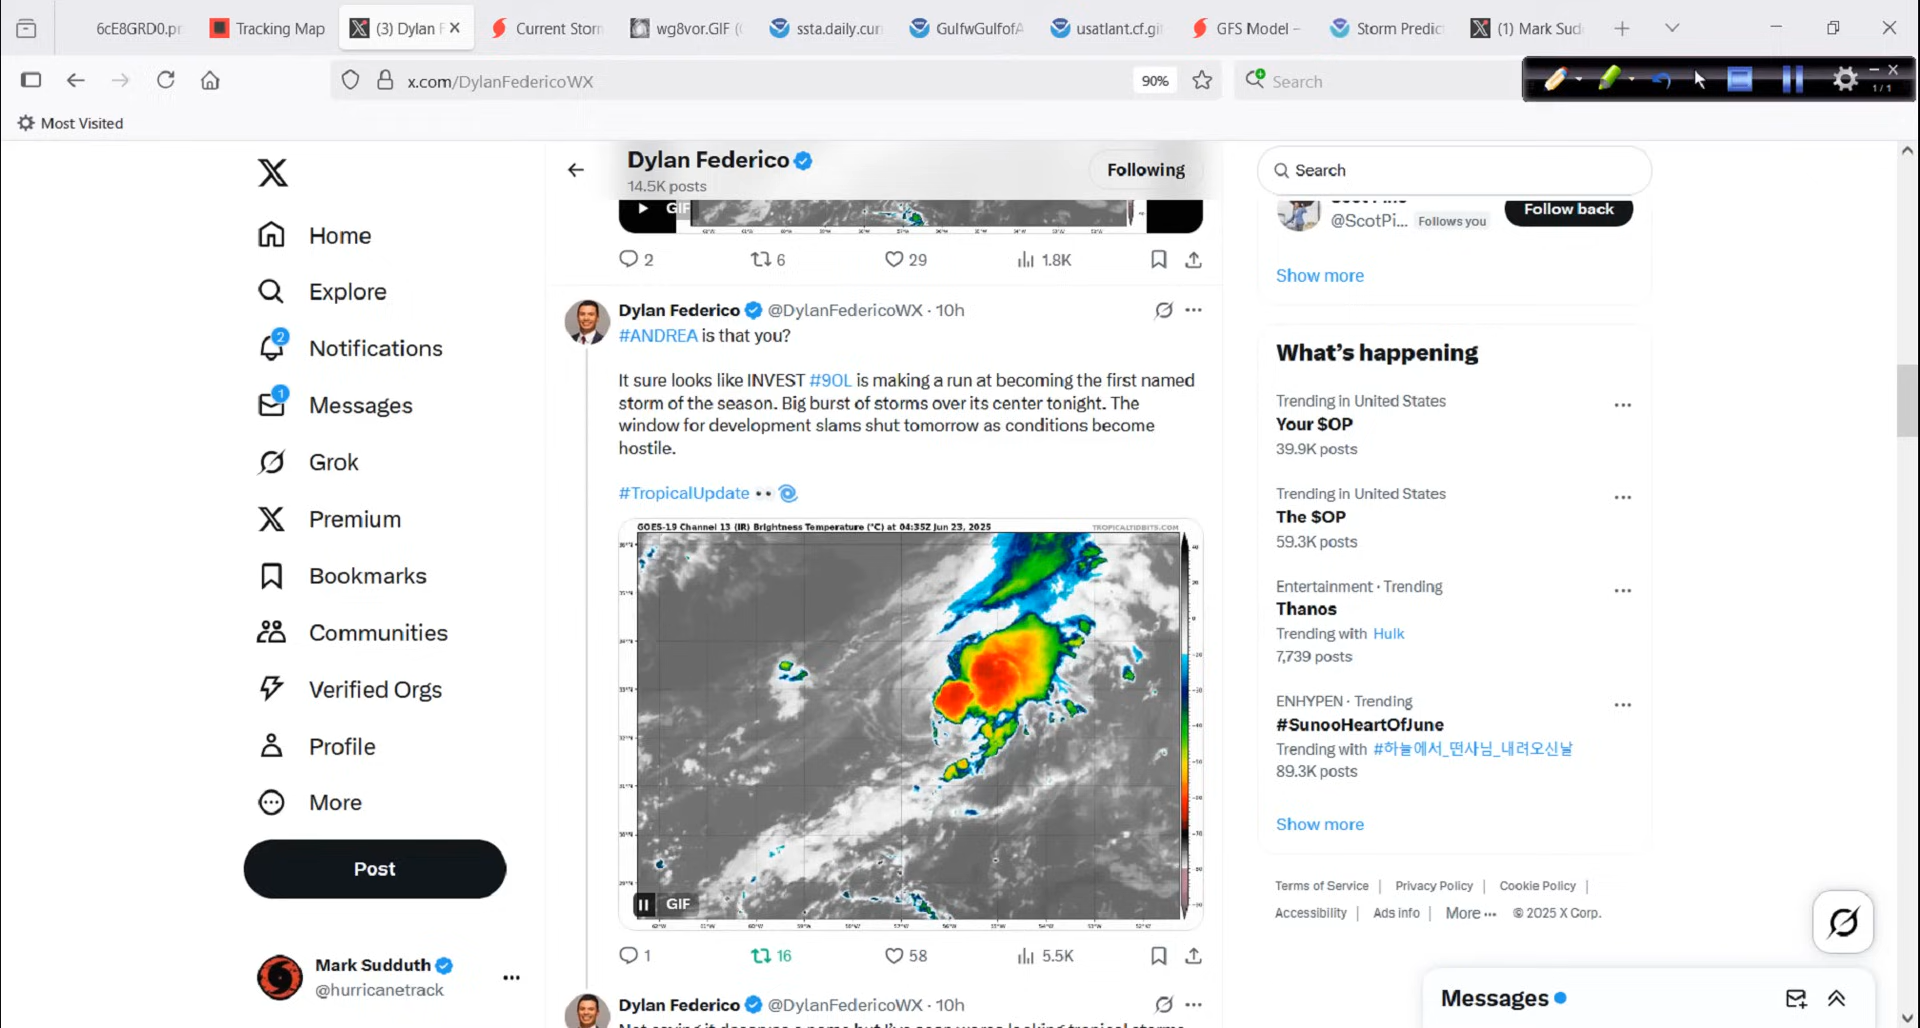 6cE8GRD0.pn
Tracking Map
(3) Dylan F
Current Storm
wg8vor.GIF (
ssta.daily.curr
GulfwGulfofA
usatlant.cf.gi
GFS Model –
Storm Predic
(1) Mark Sud
x.com/DylanFedericoWX
90%
Search
1/1
Most Visited
Home
Explore
2
Notifications
1
Messages
Grok
Premium
Bookmarks
Communities
Verified Orgs
Profile
More
Post
Mark Sudduth
@hurricanetrack
Dylan Federico
14.5K posts
Following
GIF
2 6 29 1.8K
Dylan Federico @DylanFedericoWX · 10h
#ANDREA is that you?
It sure looks like INVEST #90L is making a run at becoming the first named
storm of the season. Big burst of storms over its center tonight. The
window for development slams shut tomorrow as conditions become
hostile.
#TropicalUpdate
GOES-19 Channel 13 (IR) Brightness Temperature (°C) at 04:35Z Jun 23, 2025
TROPICALTIDBITS.COM
GIF
1 16 58 5.5K
Dylan Federico @DylanFedericoWX · 10h
Search
@ScotPi... Follows you
Follow back
Show more
What's happening
Trending in United States
Your $OP
39.9K posts
Trending in United States
The $OP
59.3K posts
Entertainment · Trending
Thanos
Trending with Hulk
7,739 posts
ENHYPEN · Trending
#SunooHeartOfJune
Trending with #하늘에서_떤사님_내려오신날
89.3K posts
Show more
Terms of Service | Privacy Policy | Cookie Policy |
Accessibility | Ads info | More ··· © 2025 X Corp.
Messages